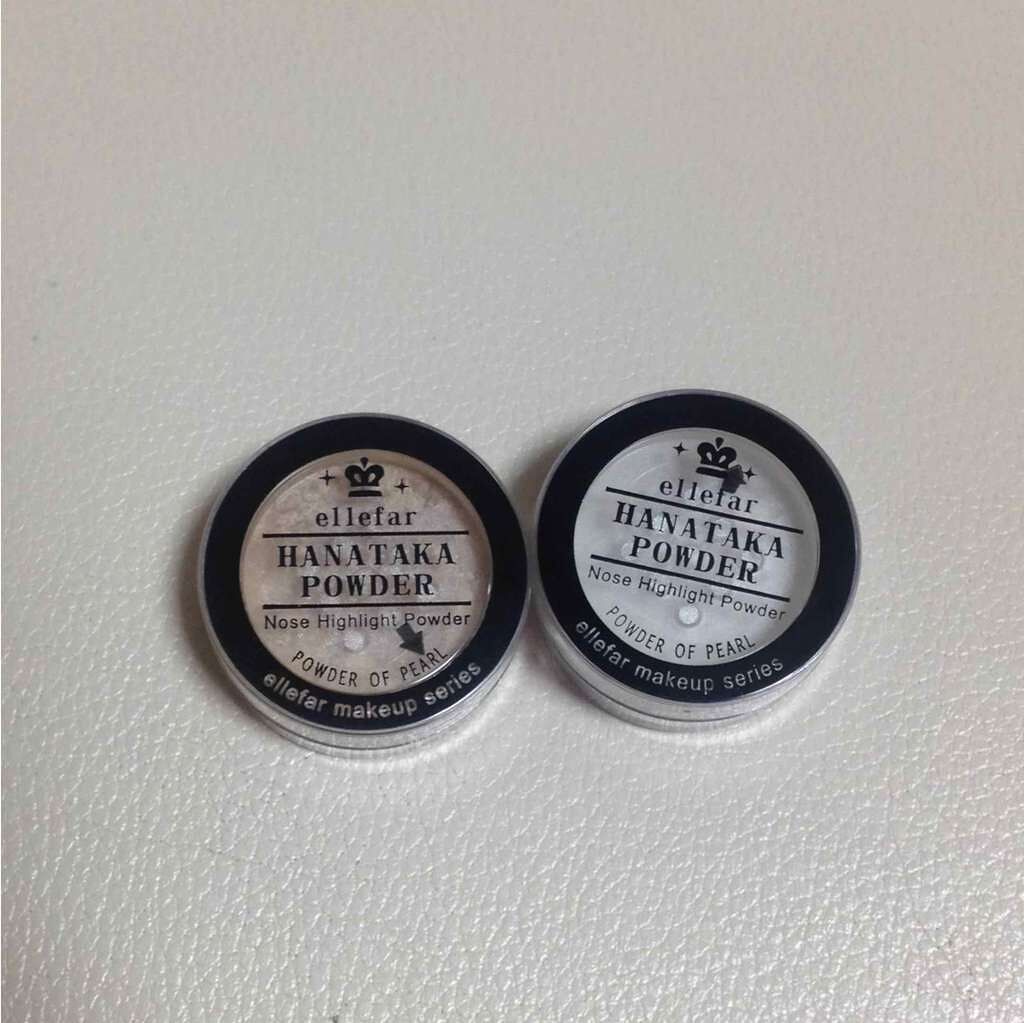 ellefar
HANATAKA
POWDER
Nose Highlight Powder
POWDER OF PEARL
ellefar makeup series
ellefar
HANATAKA
POWDER
Nose Highlight Powder
POWDER OF PEARL
ellefar makeup series